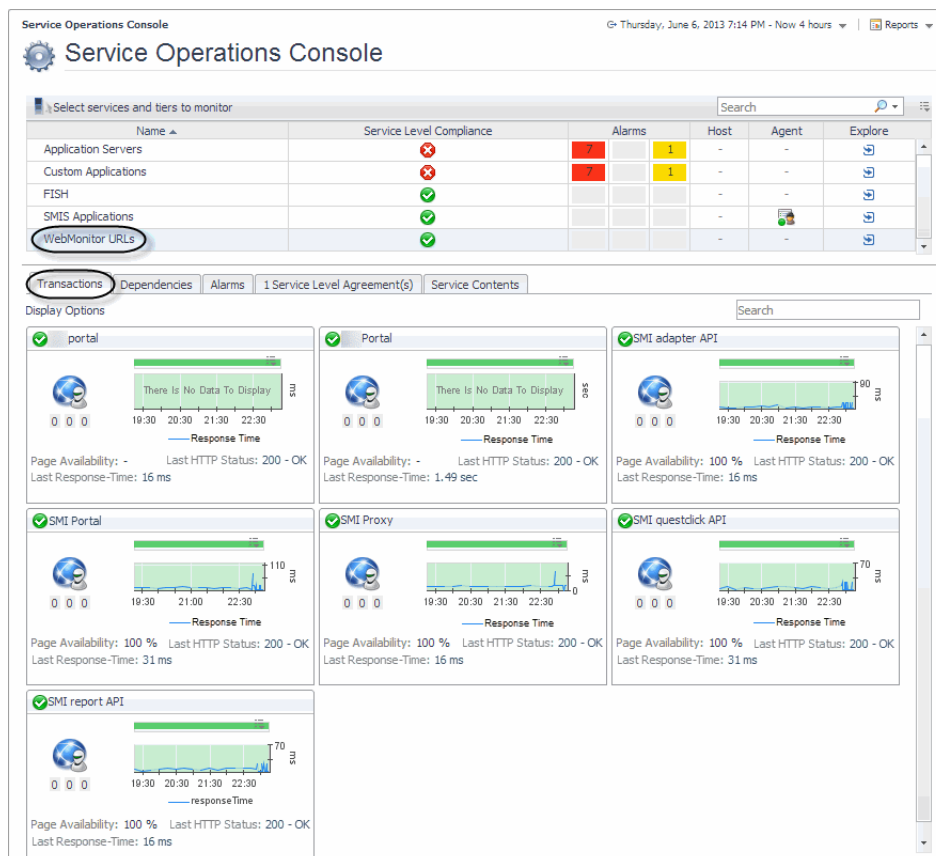 Service Operations Console
Thursday, June 6, 2013 7:14 PM - Now 4 hours
Reports
Service Operations Console
Select services and tiers to monitor
Search
Name Service Level Compliance Alarms Host Agent Explore
Application Servers 7 1 - -
Custom Applications 7 1 - -
FISH - -
SMIS Applications -
WebMonitor URLs - -
Transactions Dependencies Alarms 1 Service Level Agreement(s) Service Contents
Display Options
Search
portal
There Is No Data To Display
ms
0 0 0
19:30 20:30 21:30 22:30
Response Time
Page Availability: - Last HTTP Status: 200 - OK
Last Response-Time: 16 ms
Portal
There Is No Data To Display
sec
0 0 0
19:30 20:30 21:30 22:30
Response Time
Page Availability: - Last HTTP Status: 200 - OK
Last Response-Time: 1.49 sec
SMI adapter API
90
ms
0 0 0
19:30 20:30 21:30 22:30
Response Time
Page Availability: 100 % Last HTTP Status: 200 - OK
Last Response-Time: 16 ms
SMI Portal
110
ms
0 0 0
19:30 21:00 22:30
Response Time
Page Availability: 100 % Last HTTP Status: 200 - OK
Last Response-Time: 31 ms
SMI Proxy
ms
0
0 0 0
19:30 20:30 21:30 22:30
Response Time
Page Availability: 100 % Last HTTP Status: 200 - OK
Last Response-Time: 16 ms
SMI questclick API
70
ms
0 0 0
19:30 20:30 21:30 22:30
Response Time
Page Availability: 100 % Last HTTP Status: 200 - OK
Last Response-Time: 31 ms
SMI report API
70
ms
0 0 0
19:30 20:30 21:30 22:30
responseTime
Page Availability: 100 % Last HTTP Status: 200 - OK
Last Response-Time: 16 ms